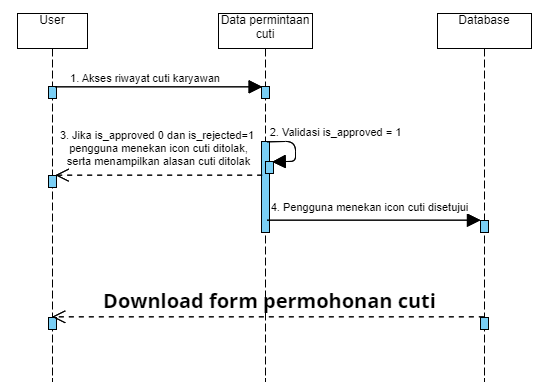 User
Data permintaan
cuti
Database
1. Akses riwayat cuti karyawan
2. Validasi is_approved = 1
3. Jika is_approved 0 dan is_rejected=1
pengguna menekan icon cuti ditolak,
serta menampilkan alasan cuti ditolak
4. Pengguna menekan icon cuti disetujui
Download form permohonan cuti